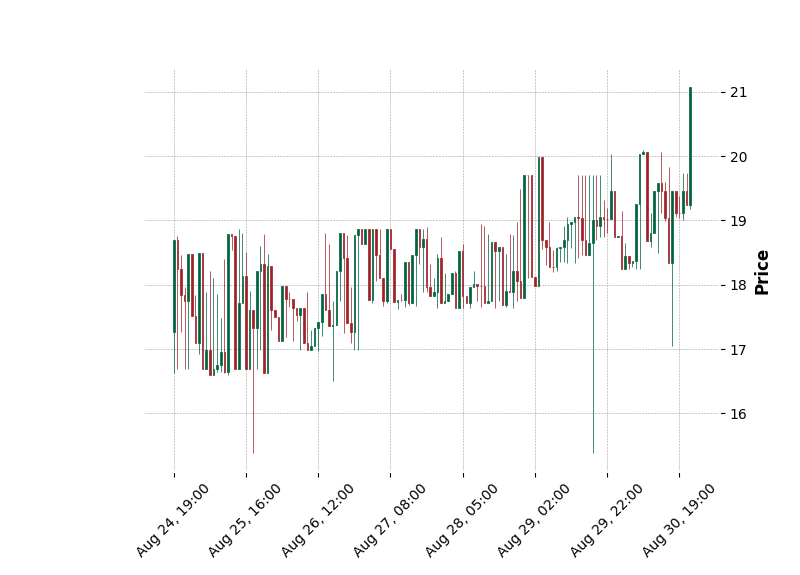 21
20
19
18
17
16
Price
Aug 24, 19:00
Aug 25, 16:00
Aug 26, 12:00
Aug 27, 08:00
Aug 28, 05:00
Aug 29, 02:00
Aug 29, 22:00
Aug 30, 19:00